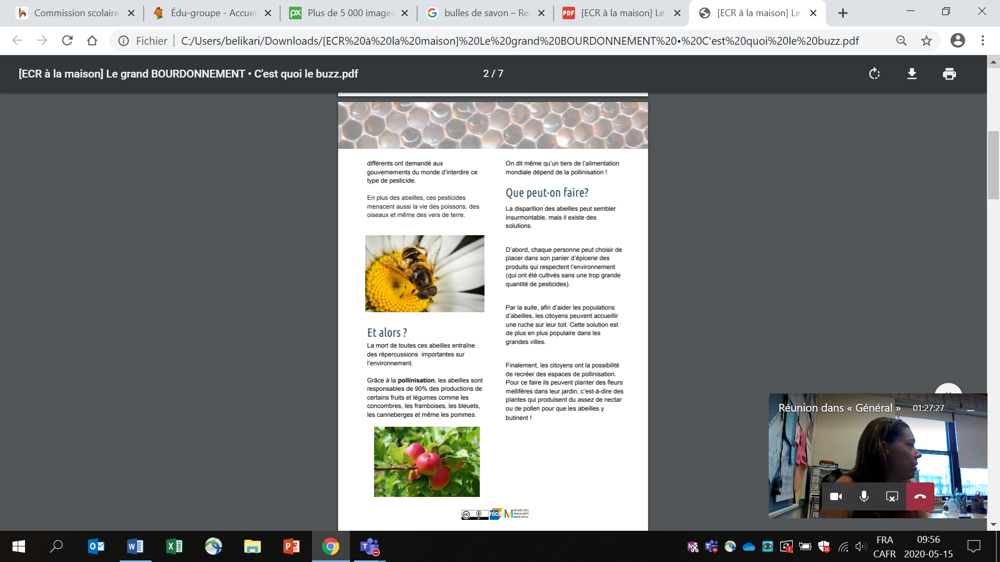 Commission scolaire
Édu-groupe - Accueil
Plus de 5 000 images
bulles de savon – Rec
[ECR à la maison] Le
[ECR à la maison] Le
Fichier
C:/Users/belikari/Downloads/[ECR%20à%20la%20maison]%20Le%20grand%20BOURDONNEMENT%20•%20C'est%20quoi%20le%20buzz.pdf
[ECR à la maison] Le grand BOURDONNEMENT • C'est quoi le buzz.pdf
2 / 7
différents ont demandé aux
gouvernements du monde d'interdire ce
type de pesticide.
En plus des abeilles, ces pesticides
menacent aussi la vie des poissons, des
oiseaux et même des vers de terre.
Et alors ?
La mort de toutes ces abeilles entraîne
des répercussions importantes sur
l'environnement.
Grâce à la pollinisation, les abeilles sont
responsables de 90% des productions de
certains fruits et légumes comme les
concombres, les framboises, les bleuets,
les canneberges et même les pommes.
On dit même qu'un tiers de l'alimentation
mondiale dépend de la pollinisation !
Que peut-on faire?
La disparition des abeilles peut sembler
insurmontable, mais il existe des
solutions.
D'abord, chaque personne peut choisir de
placer dans son panier d'épicerie des
produits qui respectent l'environnement
(qui ont été cultivés sans une trop grande
quantité de pesticides).
Par la suite, afin d'aider les populations
d'abeilles, les citoyens peuvent accueillir
une ruche sur leur toit. Cette solution est
de plus en plus populaire dans les
grandes villes.
Finalement, les citoyens ont la possibilité
de recréer des espaces de pollinisation.
Pour ce faire ils peuvent planter des fleurs
mellifères dans leur jardin, c'est-à-dire des
plantes qui produisent du assez de nectar
ou de pollen pour que les abeilles y
butinent !
cc
BY
récit
M
MUSÉE DES
BEAUX-ARTS
MONTRÉAL
Réunion dans « Général »
01:27:27
FRA
CAFR
09:56
2020-05-15